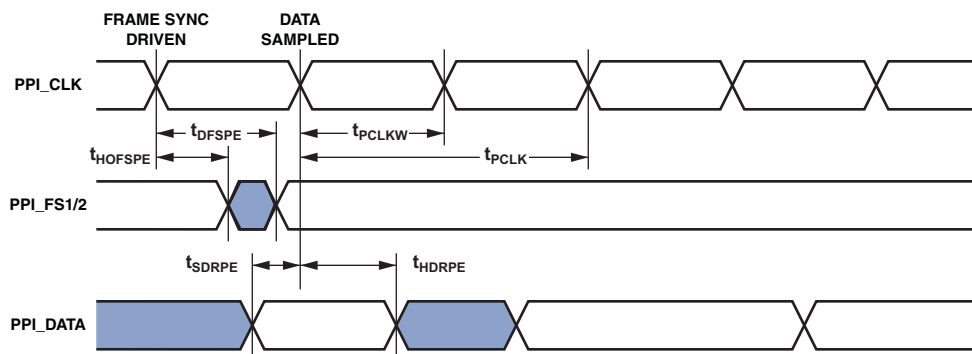 FRAME SYNC
DRIVEN
DATA
SAMPLED
PPI_CLK
tDFSPE
tPCLKW
tHOFSPE
tPCLK
PPI_FS1/2
tSDRPE
tHDRPE
PPI_DATA